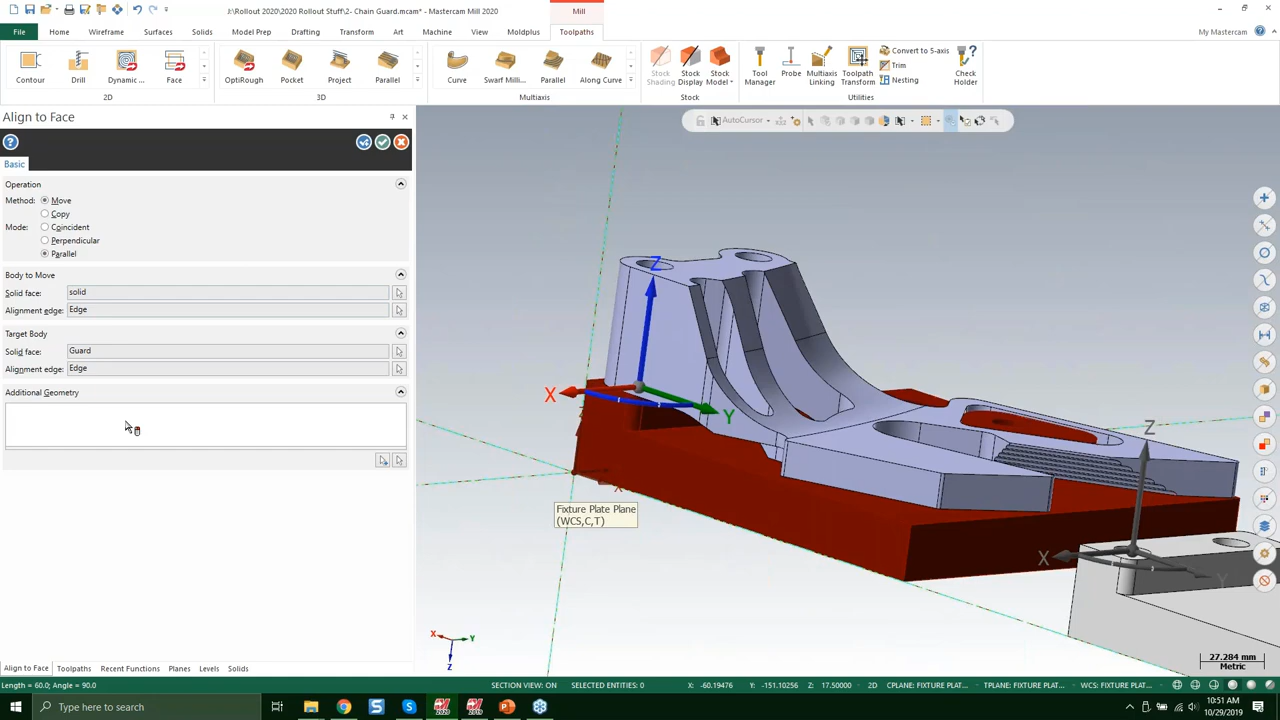 J:\Rollout 2020\2020 Rollout Stuff\2- Chain Guard.mcam* - Mastercam Mill 2020
Mill
File
Home
Wireframe
Surfaces
Solids
Model Prep
Drafting
Transform
Art
Machine
View
Moldplus
Toolpaths
My Mastercam
Contour
Drill
Dynamic ...
Face
OptiRough
Pocket
Project
Parallel
Curve
Swarf Milli...
Parallel
Along Curve
Stock Shading
Stock Display
Stock Model
Tool Manager
Probe
Multiaxis Linking
Toolpath Transform
Convert to 5-axis
Trim
Nesting
Check Holder
2D
3D
Multiaxis
Stock
Utilities
Align to Face
AutoCursor
Basic
Operation
Method:
Move
Copy
Mode:
Coincident
Perpendicular
Parallel
Body to Move
Solid face:
solid
Alignment edge:
Edge
Target Body
Solid face:
Guard
Alignment edge:
Edge
Additional Geometry
Z
X
Y
Z
X
Y
X
Fixture Plate Plane
(WCS,C,T)
X
Y
Z
27.284 mm
Metric
Align to Face
Toolpaths
Recent Functions
Planes
Levels
Solids
Length = 60.0; Angle = 90.0
SECTION VIEW: ON
SELECTED ENTITIES: 0
X: -60.19476
Y: -151.10256
Z: 17.50000
2D
CPLANE: FIXTURE PLAT...
TPLANE: FIXTURE PLAT...
WCS: FIXTURE PLAT...
Type here to search
10:51 AM
10/29/2019